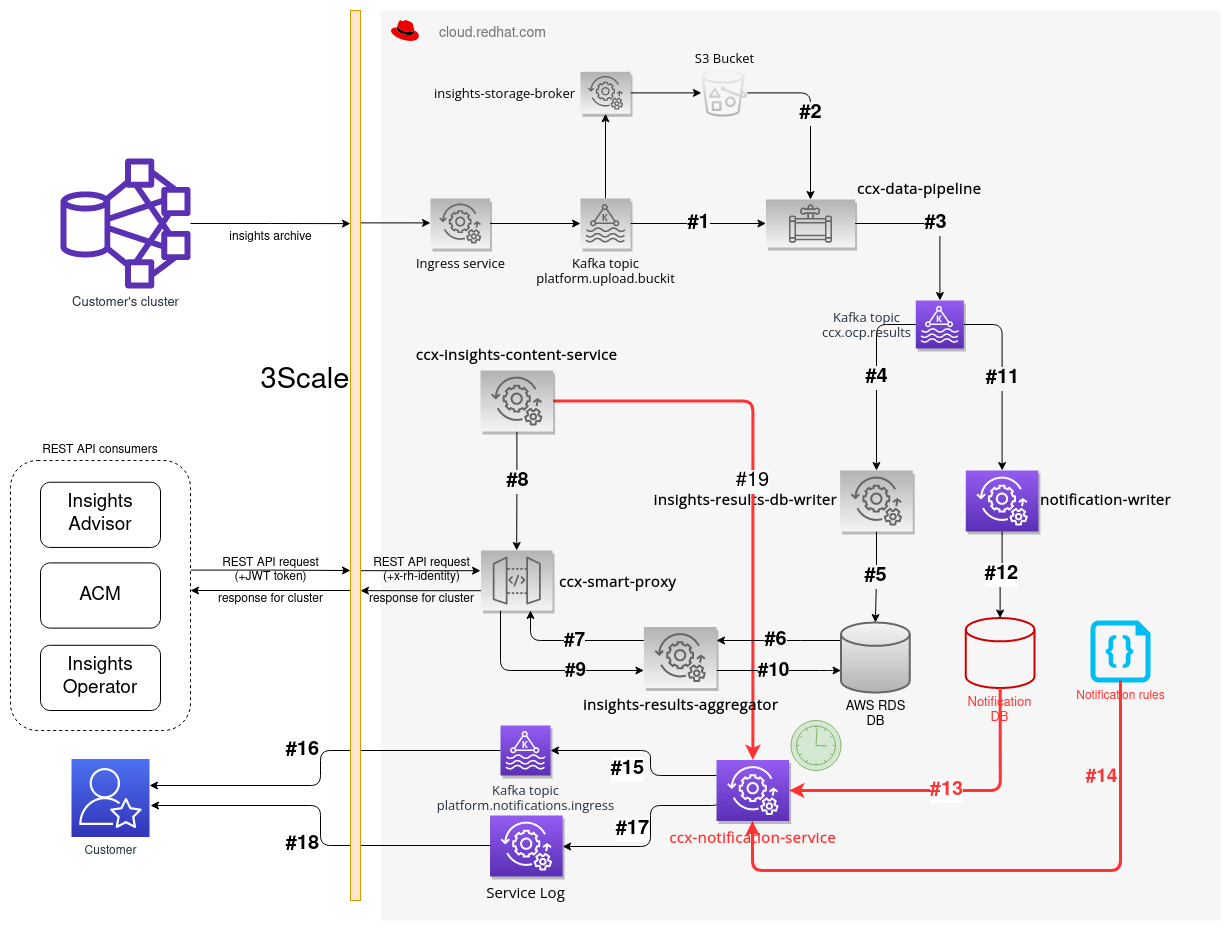 cloud.redhat.com
S3 Bucket
insights-storage-broker
#2
ccx-data-pipeline
#1
#3
insights archive
Ingress service
Kafka topic
platform.upload.buckit
Customer's cluster
Kafka topic
ccx.ocp.results
ccx-insights-content-service
3Scale
#4
#11
REST API consumers
#8
#19
insights-results-db-writer
notification-writer
Insights
Advisor
REST API request
(+JWT token)
response for cluster
REST API request
(+x-rh-identity)
response for cluster
ccx-smart-proxy
#5
#12
ACM
#7
#6
#9
#10
Insights
Operator
insights-results-aggregator
AWS RDS
DB
Notification
DB
Notification rules
#16
#15
#14
Kafka topic
platform.notifications.ingress
#13
#17
#18
ccx-notification-service
Customer
Service Log